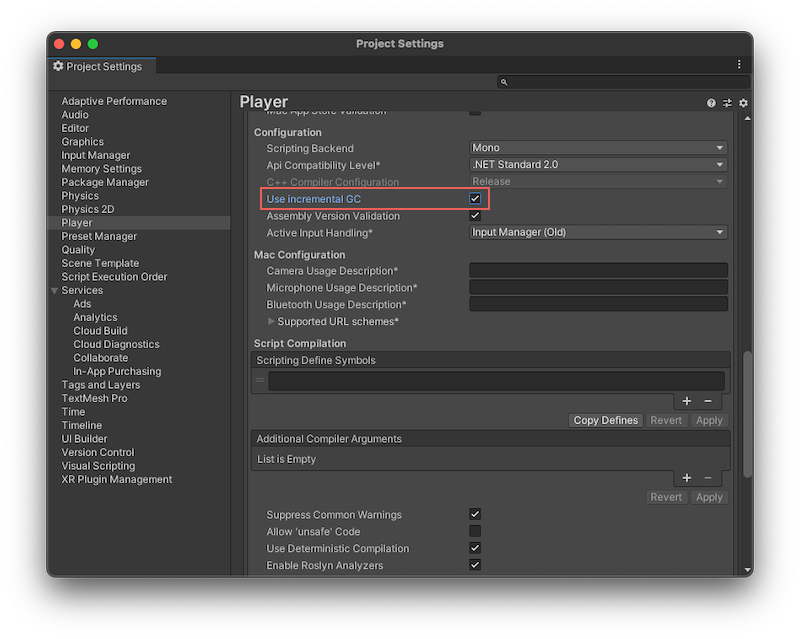 Project Settings
Project Settings
Adaptive Performance
Audio
Editor
Graphics
Input Manager
Memory Settings
Package Manager
Physics
Physics 2D
Player
Preset Manager
Quality
Scene Template
Script Execution Order
Services
Ads
Analytics
Cloud Build
Cloud Diagnostics
Collaborate
In-App Purchasing
Tags and Layers
TextMesh Pro
Time
Timeline
UI Builder
Version Control
Visual Scripting
XR Plugin Management
Player
Mac App Store Validation
Configuration
Scripting Backend Mono
Api Compatibility Level* .NET Standard 2.0
C++ Compiler Configuration Release
Use incremental GC
Assembly Version Validation
Active Input Handling* Input Manager (Old)
Mac Configuration
Camera Usage Description*
Microphone Usage Description*
Bluetooth Usage Description*
Supported URL schemes*
Script Compilation
Scripting Define Symbols
Copy Defines Revert Apply
Additional Compiler Arguments
List is Empty
Revert Apply
Suppress Common Warnings
Allow 'unsafe' Code
Use Deterministic Compilation
Enable Roslyn Analyzers